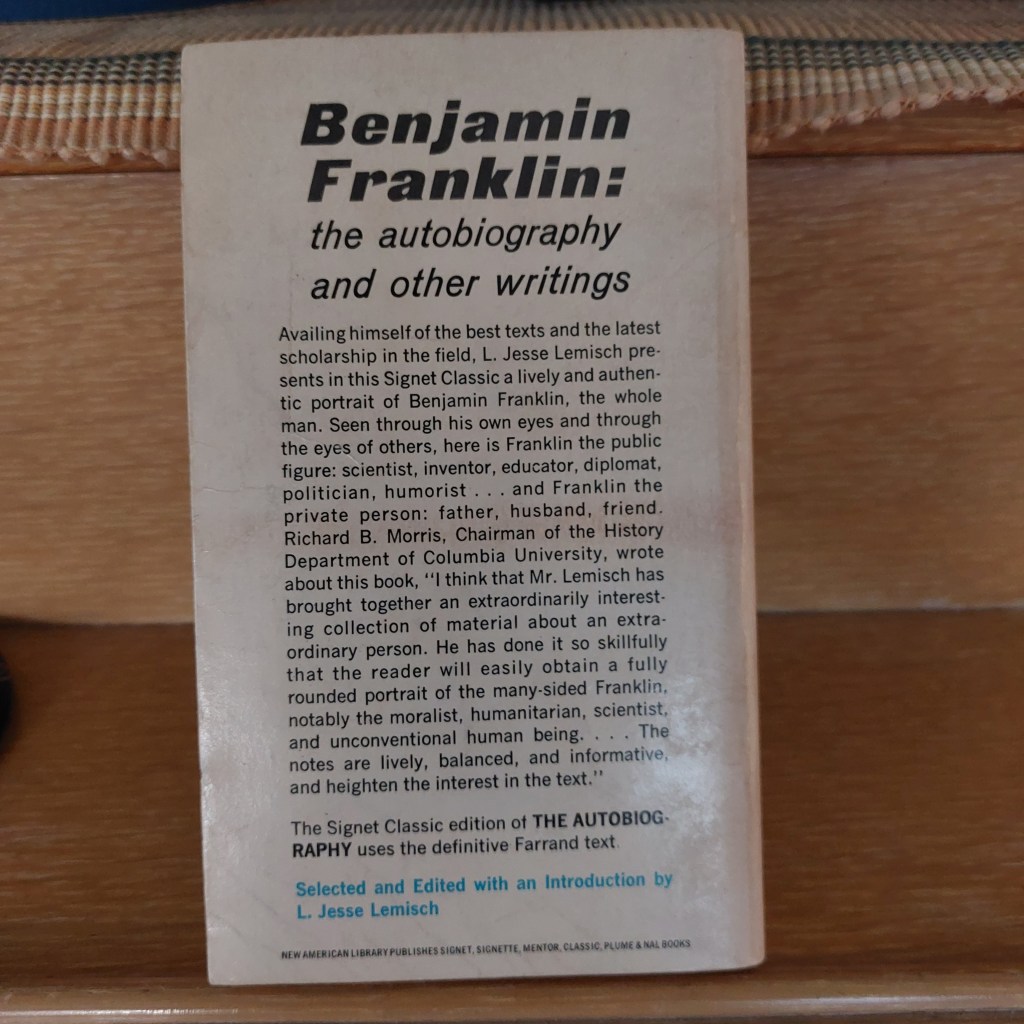 Benjamin
Franklin:
the autobiography
and other writings
Availing himself of the best texts and the latest
scholarship in the field, L. Jesse Lemisch pre-
sents in this Signet Classic a lively and authen-
tic portrait of Benjamin Franklin, the whole
man. Seen through his own eyes and through
the eyes of others, here is Franklin the public
figure: scientist, inventor, educator, diplomat,
politician, humorist . . . and Franklin the
private person: father, husband, friend.
Richard B. Morris, Chairman of the History
Department of Columbia University, wrote
about this book, "I think that Mr. Lemisch has
brought together an extraordinarily interest-
ing collection of material about an extra-
ordinary person. He has done it so skillfully
that the reader will easily obtain a fully
rounded portrait of the many-sided Franklin,
notably the moralist, humanitarian, scientist,
and unconventional human being. . . . The
notes are lively, balanced, and informative,
and heighten the interest in the text."
The Signet Classic edition of THE AUTOBIOG-
RAPHY uses the definitive Farrand text.
Selected and Edited with an Introduction by
L. Jesse Lemisch
NEW AMERICAN LIBRARY PUBLISHES SIGNET, SIGNETTE, MENTOR, CLASSIC, PLUME & NAL BOOKS